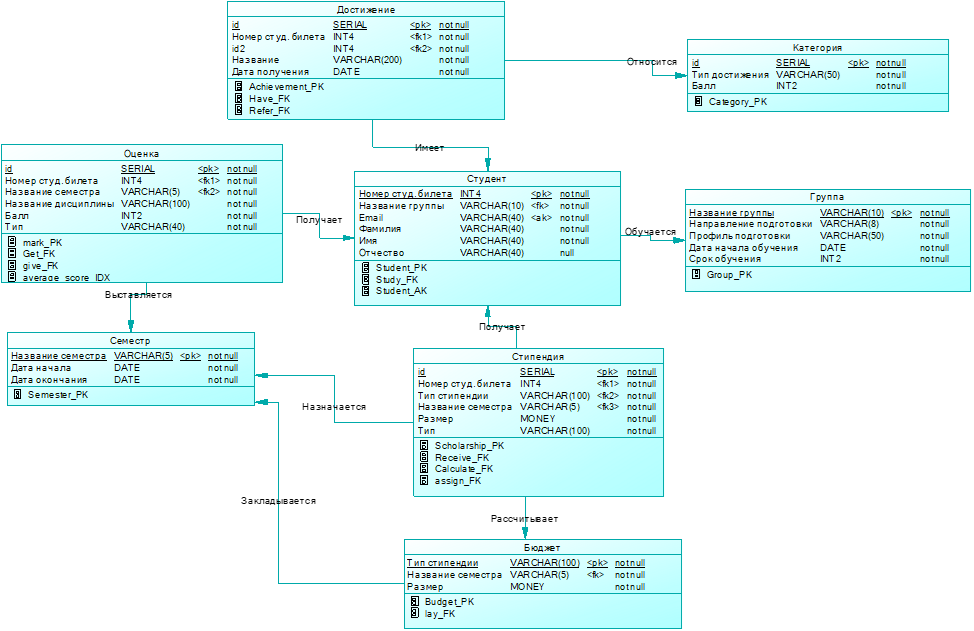 Достижение
id SERIAL <pk> not null
Номер студ. билета INT4 <fk1> not null
id2 INT4 <fk2> not null
Название VARCHAR(200) not null
Дата получения DATE not null
Achievement_PK
Have_FK
Refer_FK
Относится
Категория
id SERIAL <pk> not null
Тип достижения VARCHAR(50) not null
Балл INT2 not null
Category_PK
Имеет
Оценка
id SERIAL <pk> not null
Номер студ. билета INT4 <fk1> not null
Название семестра VARCHAR(5) <fk2> not null
Название дисциплины VARCHAR(100) not null
Балл INT2 not null
Тип VARCHAR(40) not null
mark_PK
Get_FK
give_FK
average_score_IDX
Получает
Студент
Номер студ. билета INT4 <pk> not null
Название группы VARCHAR(10) <fk> not null
Email VARCHAR(40) <ak> not null
Фамилия VARCHAR(40) not null
Имя VARCHAR(40) not null
Отчество VARCHAR(40) null
Student_PK
Study_FK
Student_AK
Обучается
Группа
Название группы VARCHAR(10) <pk> not null
Направление подготовки VARCHAR(8) not null
Профиль подготовки VARCHAR(50) not null
Дата начала обучения DATE not null
Срок обучения INT2 not null
Group_PK
Выставляется
Получает
Семестр
Название семестра VARCHAR(5) <pk> not null
Дата начала DATE not null
Дата окончания DATE not null
Semester_PK
Стипендия
id SERIAL <pk> not null
Номер студ. билета INT4 <fk1> not null
Тип стипендии VARCHAR(100) <fk2> not null
Название семестра VARCHAR(5) <fk3> not null
Размер MONEY not null
Тип VARCHAR(100) not null
Scholarship_PK
Receive_FK
Calculate_FK
assign_FK
Назначается
Закладывается
Рассчитывает
Бюджет
Тип стипендии VARCHAR(100) <pk> not null
Название семестра VARCHAR(5) <fk> not null
Размер MONEY not null
Budget_PK
lay_FK